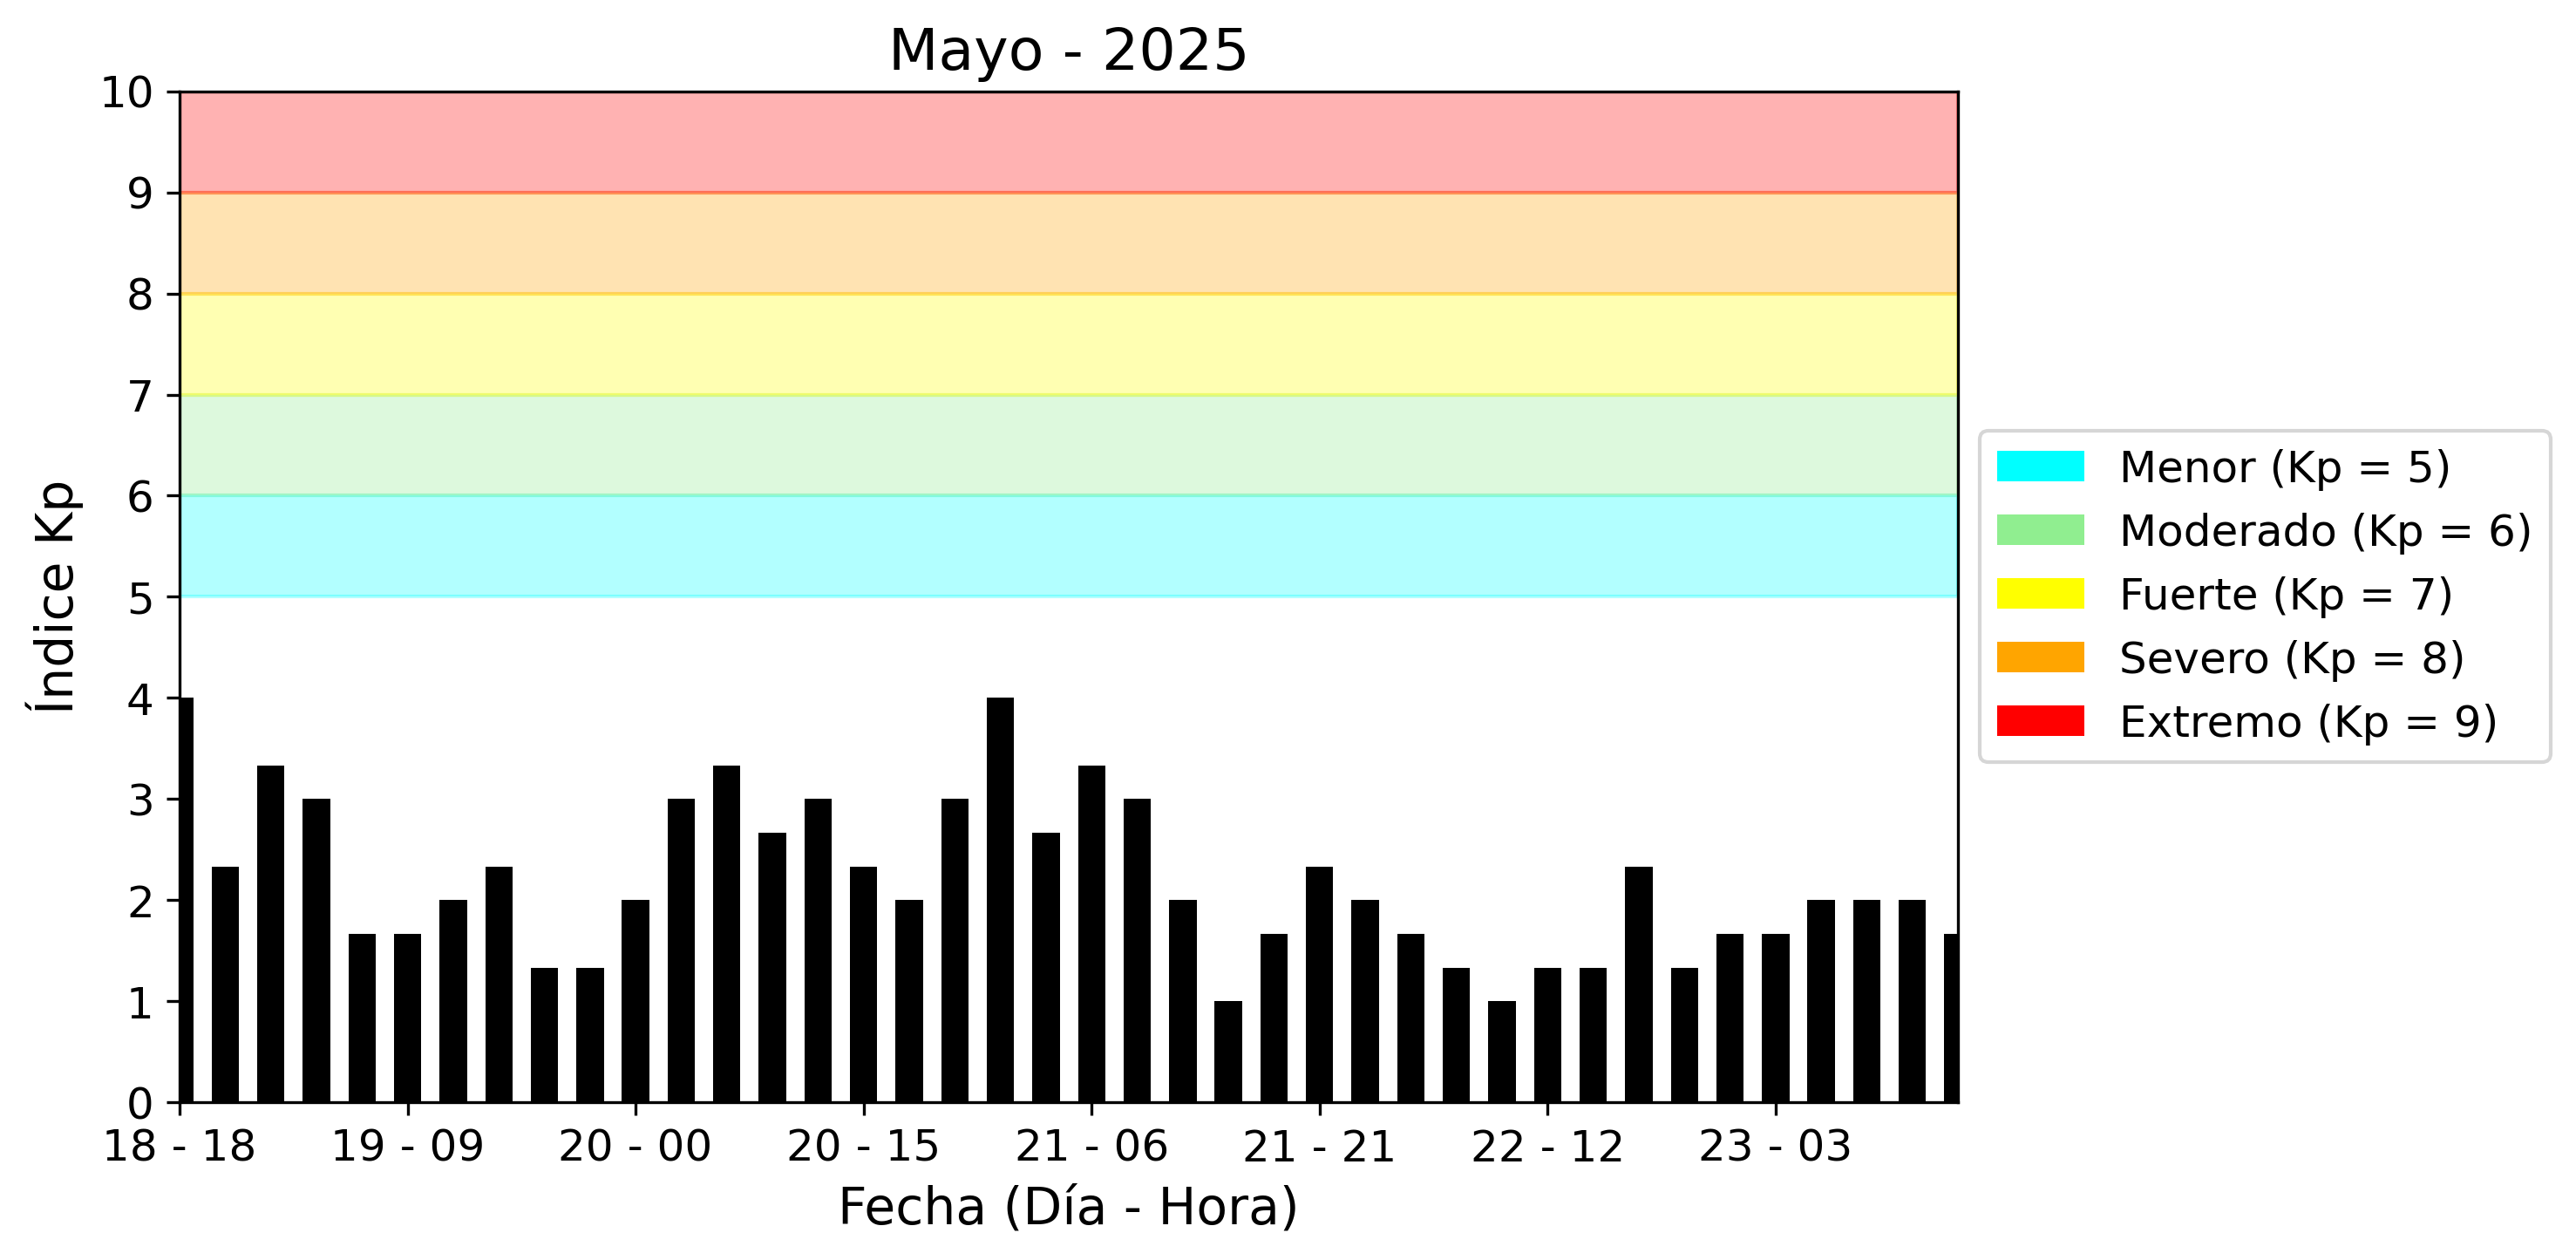 Mayo - 2025
10
9
8
7
6
5
4
3
2
1
0
Índice Kp
18 - 18
19 - 09
20 - 00
20 - 15
21 - 06
21 - 21
22 - 12
23 - 03
Fecha (Día - Hora)
Menor (Kp = 5)
Moderado (Kp = 6)
Fuerte (Kp = 7)
Severo (Kp = 8)
Extremo (Kp = 9)